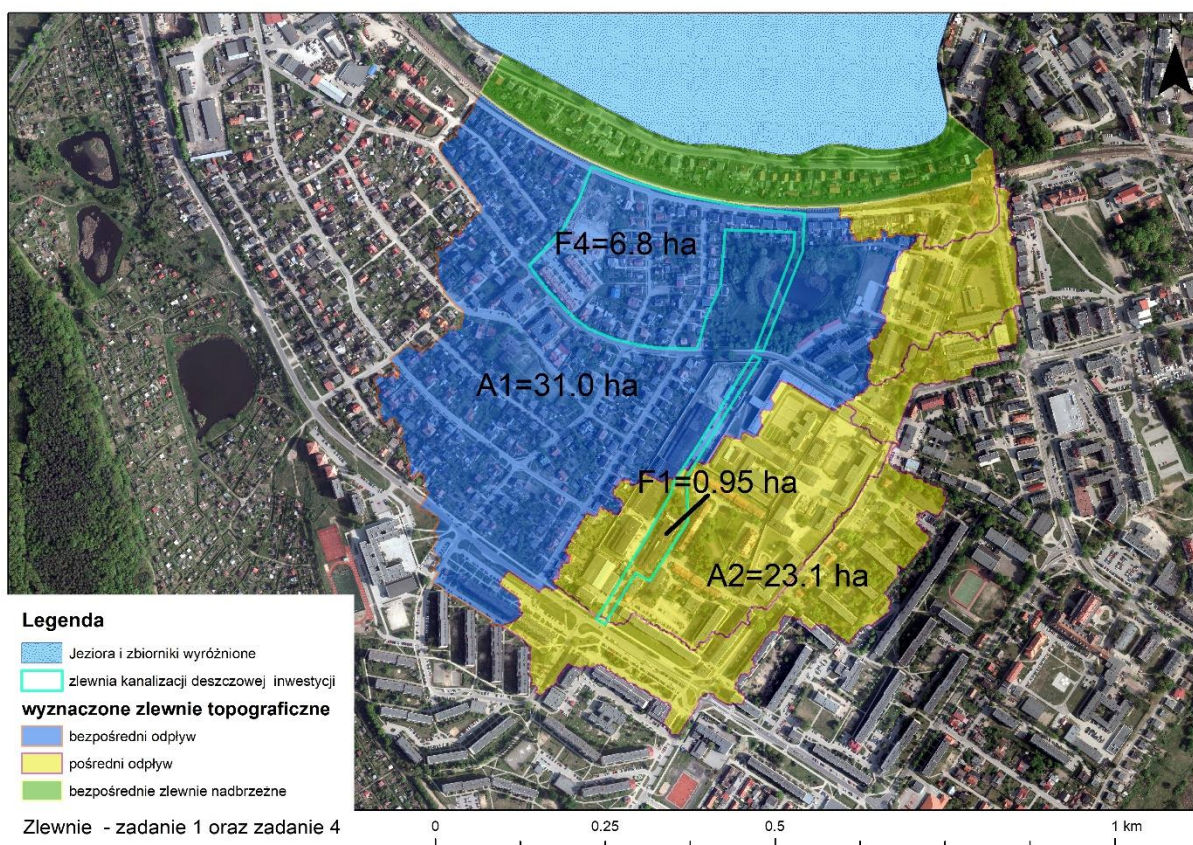 F4=6.8 ha
A1=31.0 ha
F1=0.95 ha
A2=23.1 ha
Legenda
Jeziora i zbiorniki wyróżnione
zlewnia kanalizacji deszczowej inwestycji
wyznaczone zlewnie topograficzne
bezpośredni odpływ
pośredni odpływ
bezpośrednie zlewnie nadbrzeżne
Zlewnie - zadanie 1 oraz zadanie 4
0 0.25 0.5 1 km